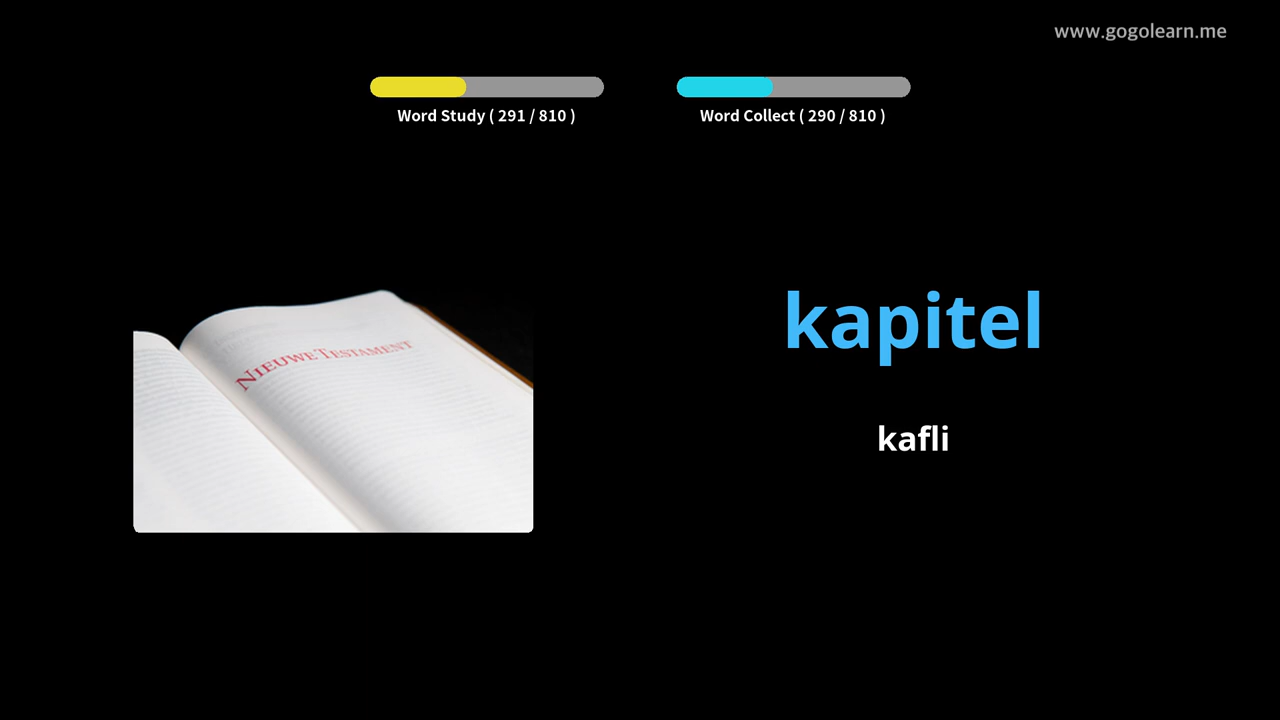 www.gogolearn.me
Word Study ( 291 / 810 )
Word Collect ( 290 / 810 )
NIEUWE TESTAMENT
kapitel
kafli